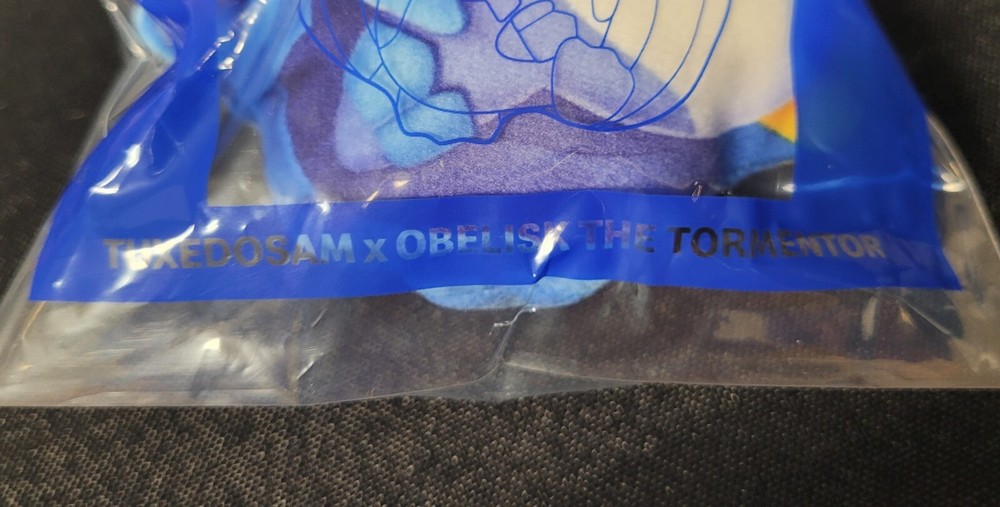 TUXEDOSAM x OBELISK THE TORMENTOR